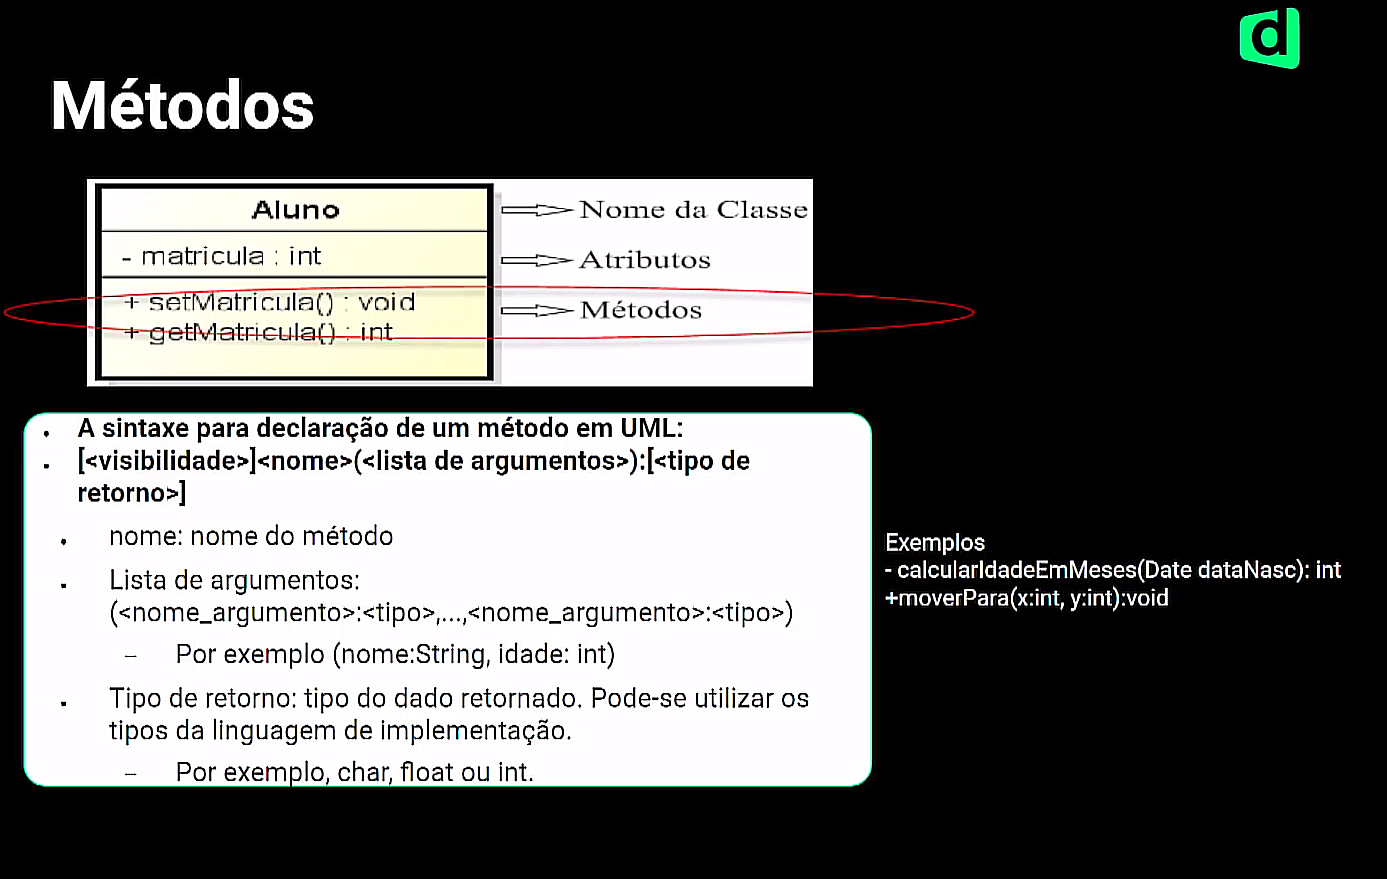 d
Métodos
Aluno
Nome da Classe
- matricula : int
Atributos
+ setMatricula() : void
Métodos
+ getMatricula() : int
• A sintaxe para declaração de um método em UML:
• [<visibilidade>]<nome>(<lista de argumentos>):[<tipo de
retorno>]
• nome: nome do método
• Lista de argumentos:
(<nome_argumento>:<tipo>,...,<nome_argumento>:<tipo>)
– Por exemplo (nome:String, idade: int)
• Tipo de retorno: tipo do dado retornado. Pode-se utilizar os
tipos da linguagem de implementação.
– Por exemplo, char, float ou int.
Exemplos
- calcularIdadeEmMeses(Date dataNasc): int
+moverPara(x:int, y:int):void